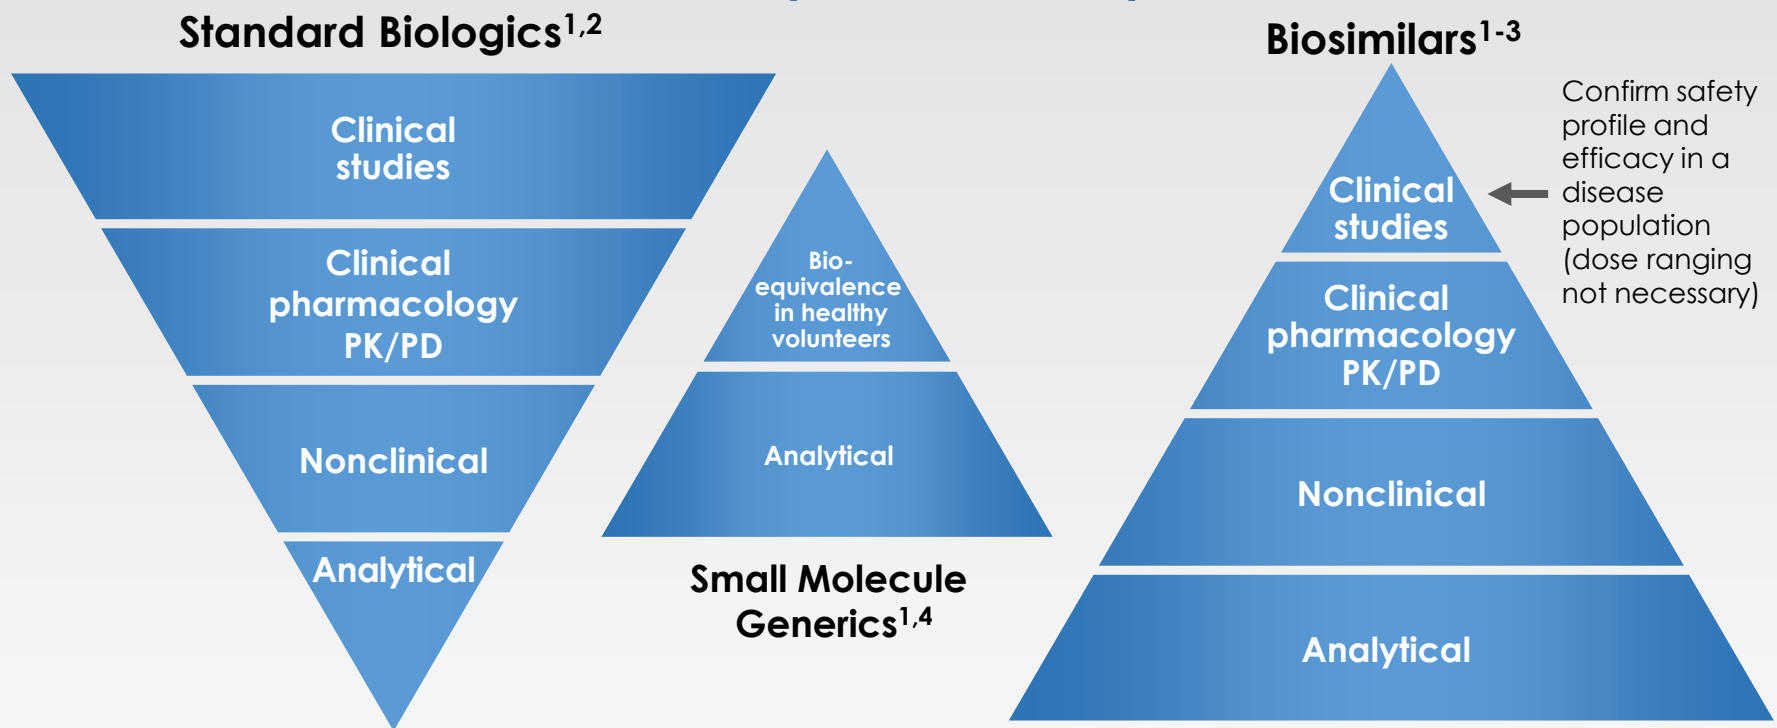 Standard Biologics1,2
Clinical
studies
Clinical
pharmacology
PK/PD
Nonclinical
Analytical
Bio-
equivalence
in healthy
volunteers
Analytical
Small Molecule
Generics1,4
Biosimilars1-3
Clinical
studies
Confirm safety
profile and
efficacy in a
disease
population
(dose ranging
not necessary)
Clinical
pharmacology
PK/PD
Nonclinical
Analytical